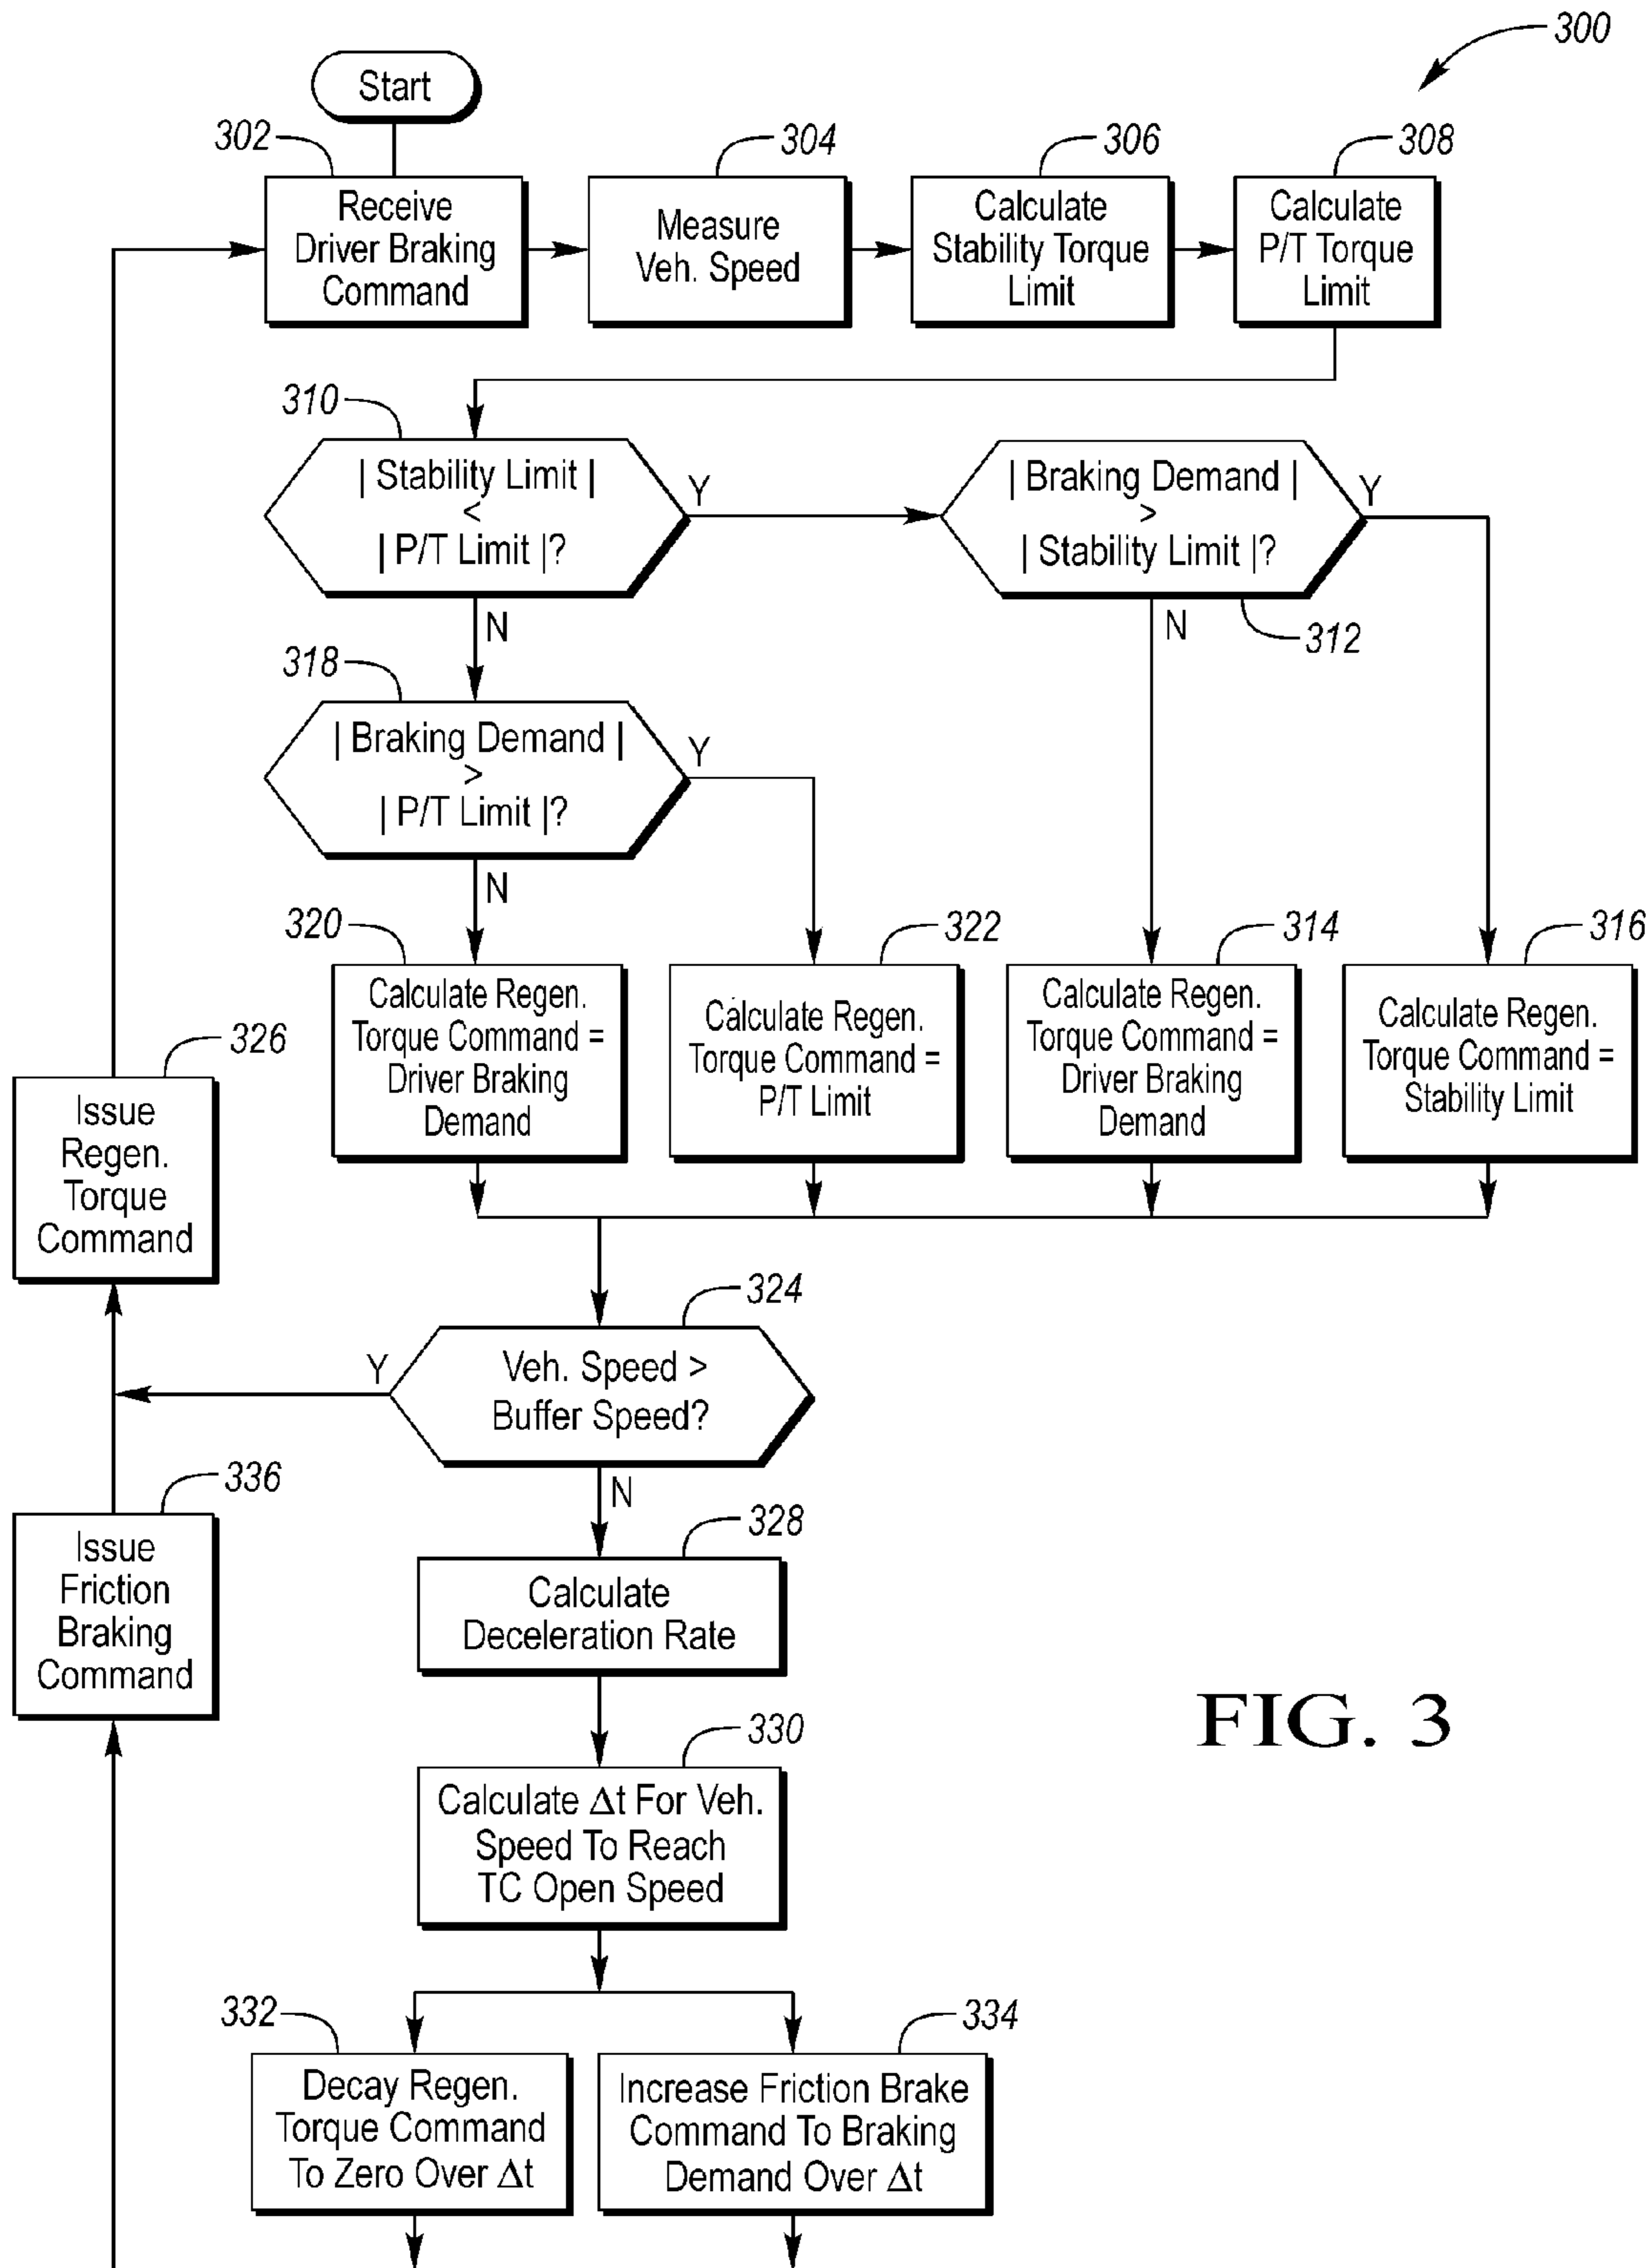 300
Start
302
Receive
Driver Braking
Command
304
Measure
Veh. Speed
306
Calculate
Stability Torque
Limit
308
Calculate
P/T Torque
Limit
310
| Stability Limit |
<
| P/T Limit |?
Y
N
| Braking Demand |
>
| Stability Limit |?
Y
N
312
318
| Braking Demand |
>
| P/T Limit |?
Y
N
320
Calculate Regen.
Torque Command =
Driver Braking
Demand
322
Calculate Regen.
Torque Command =
P/T Limit
314
Calculate Regen.
Torque Command =
Driver Braking
Demand
316
Calculate Regen.
Torque Command =
Stability Limit
326
Issue
Regen.
Torque
Command
324
Veh. Speed >
Buffer Speed?
Y
N
336
Issue
Friction
Braking
Command
328
Calculate
Deceleration Rate
330
Calculate Δt For Veh.
Speed To Reach
TC Open Speed
332
Decay Regen.
Torque Command
To Zero Over Δt
334
Increase Friction Brake
Command To Braking
Demand Over Δt
FIG. 3